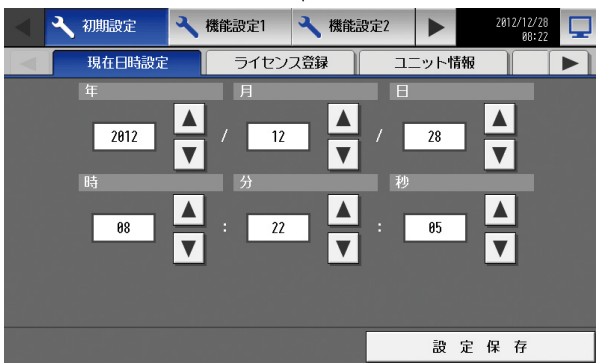 初期設定 機能設定1 機能設定2 2012/12/28
08:22
現在日時設定 ライセンス登録 ユニット情報
年 月 日
2012 / 12 / 28
時 分 秒
08 : 22 : 05
設定保存